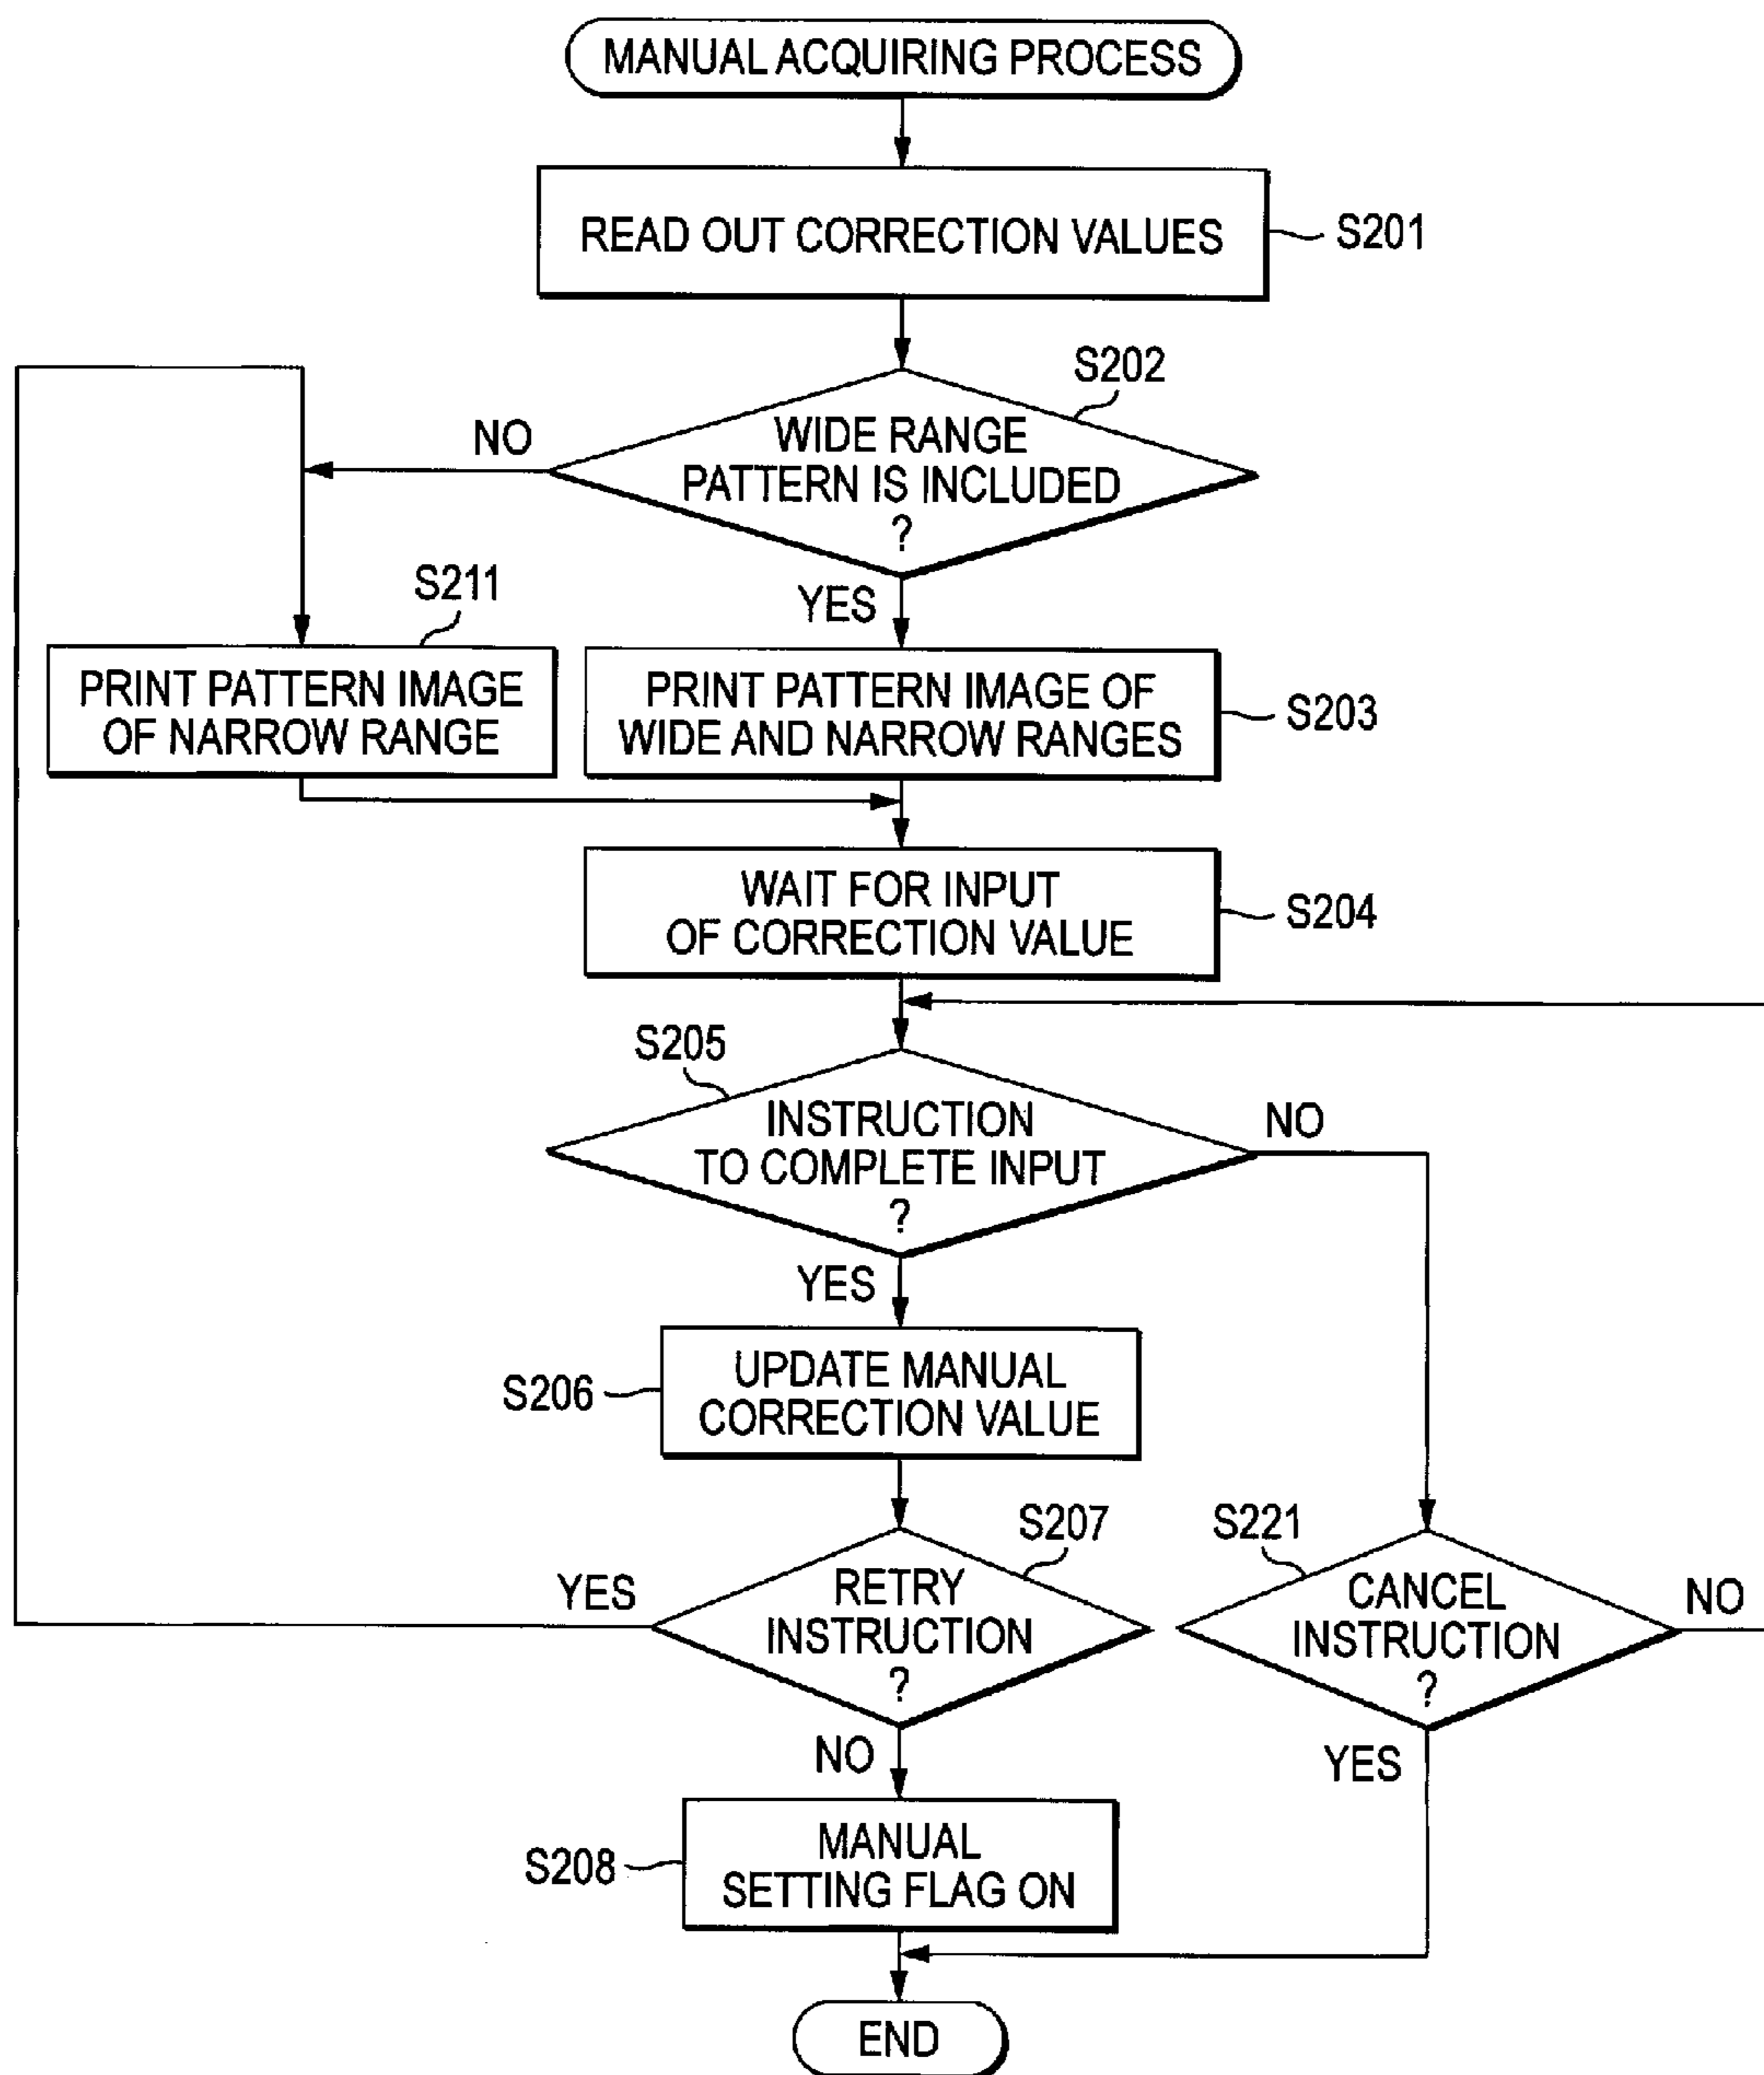 MANUAL ACQUIRING PROCESS
READ OUT CORRECTION VALUES
S201
S202
WIDE RANGE
PATTERN IS INCLUDED
?
NO
YES
S211
PRINT PATTERN IMAGE
OF NARROW RANGE
PRINT PATTERN IMAGE OF
WIDE AND NARROW RANGES
S203
WAIT FOR INPUT
OF CORRECTION VALUE
S204
S205
INSTRUCTION
TO COMPLETE INPUT
?
NO
YES
S206
UPDATE MANUAL
CORRECTION VALUE
S207
RETRY
INSTRUCTION
?
YES
NO
S221
CANCEL
INSTRUCTION
?
NO
YES
S208
MANUAL
SETTING FLAG ON
END